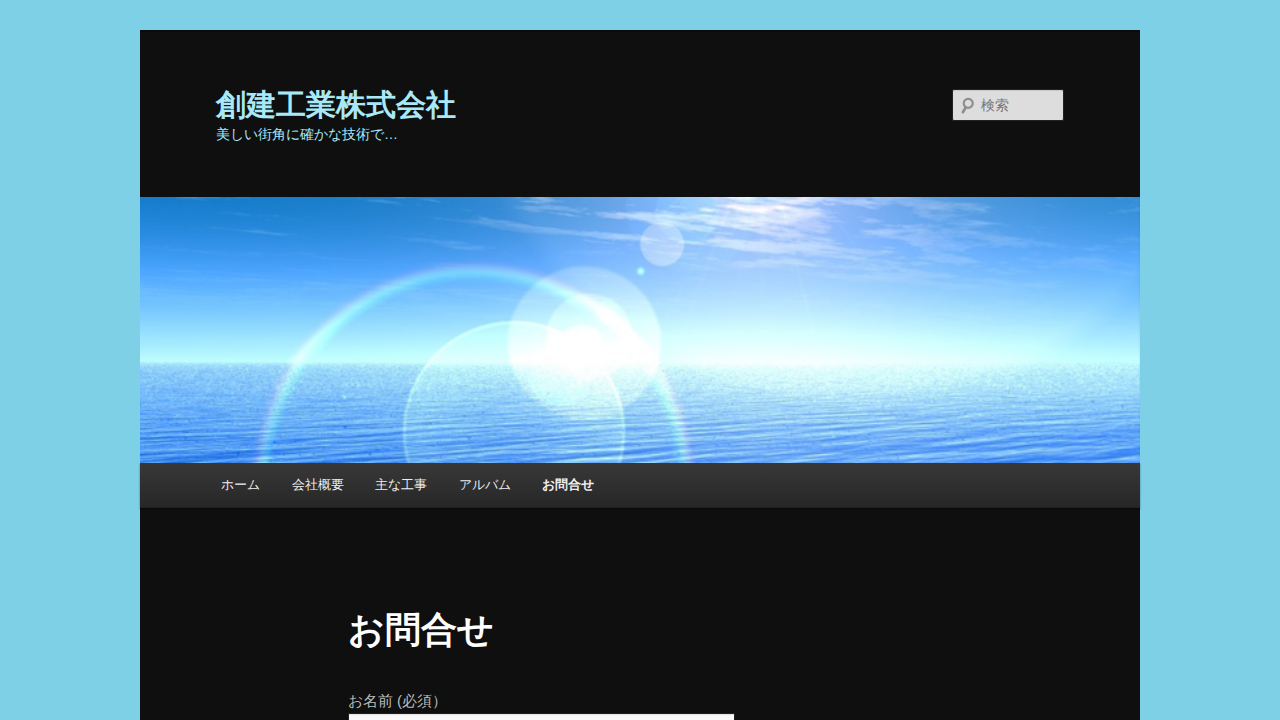 創建工業株式会社
美しい街角に確かな技術で…
検索
ホーム 会社概要 主な工事 アルバム お問合せ
お問合せ
お名前 (必須）